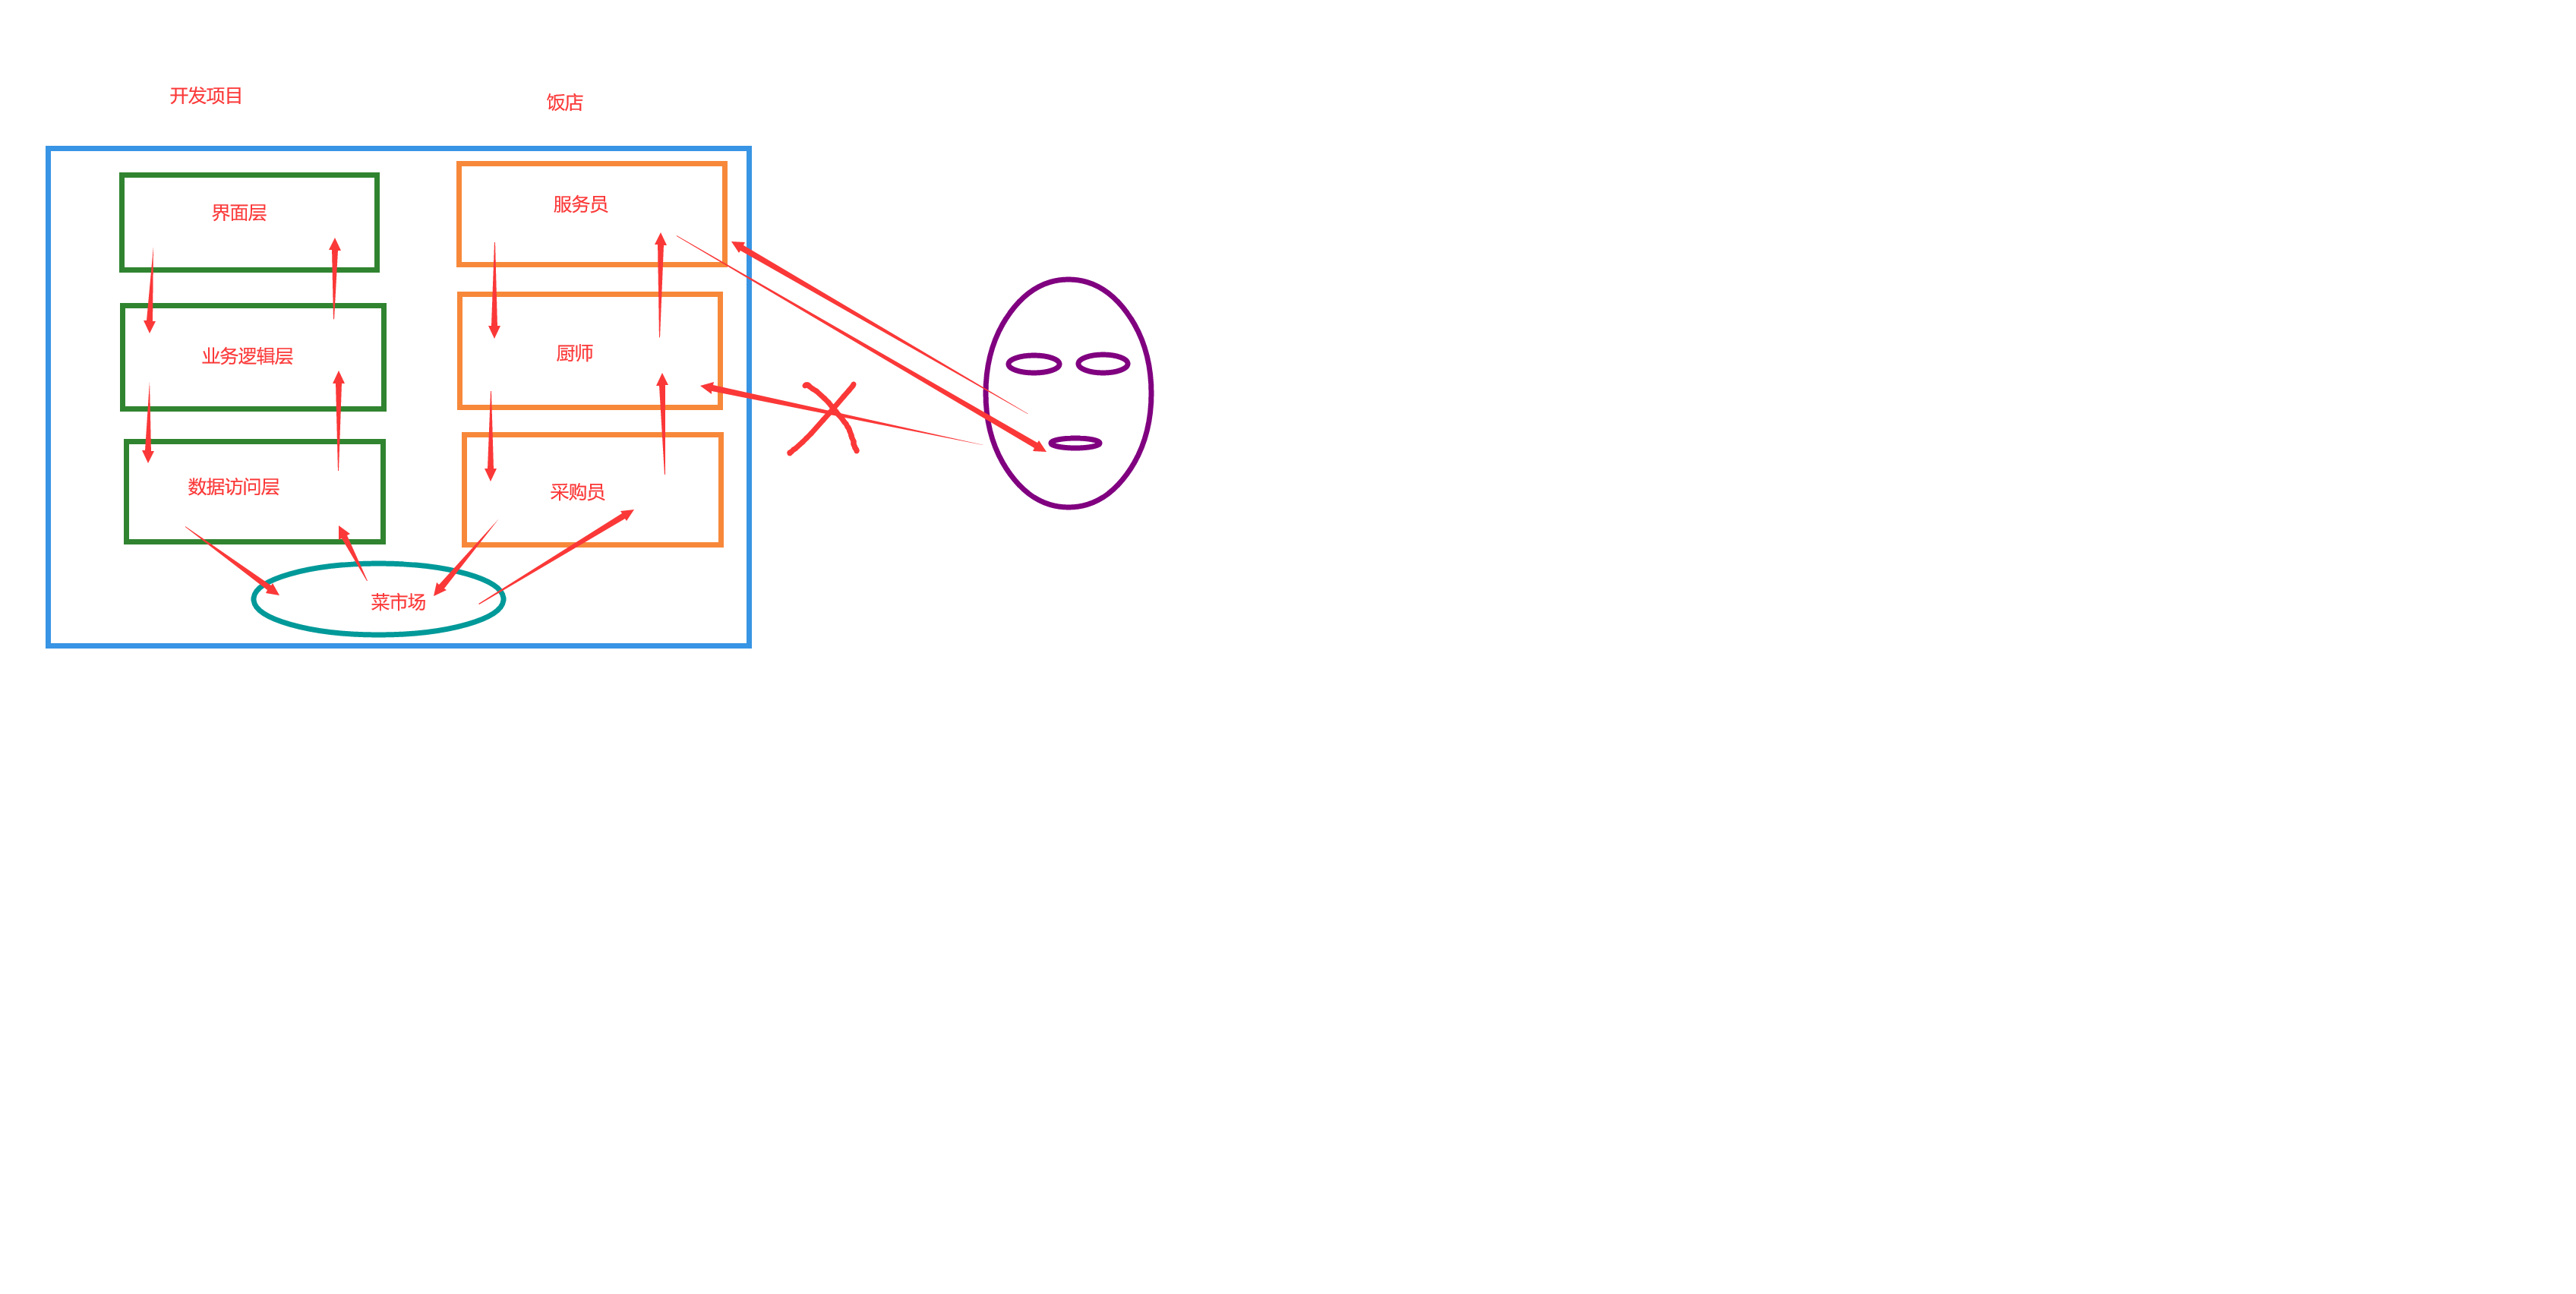 开发项目
饭店
界面层
服务员
业务逻辑层
厨师
数据访问层
采购员
菜市场